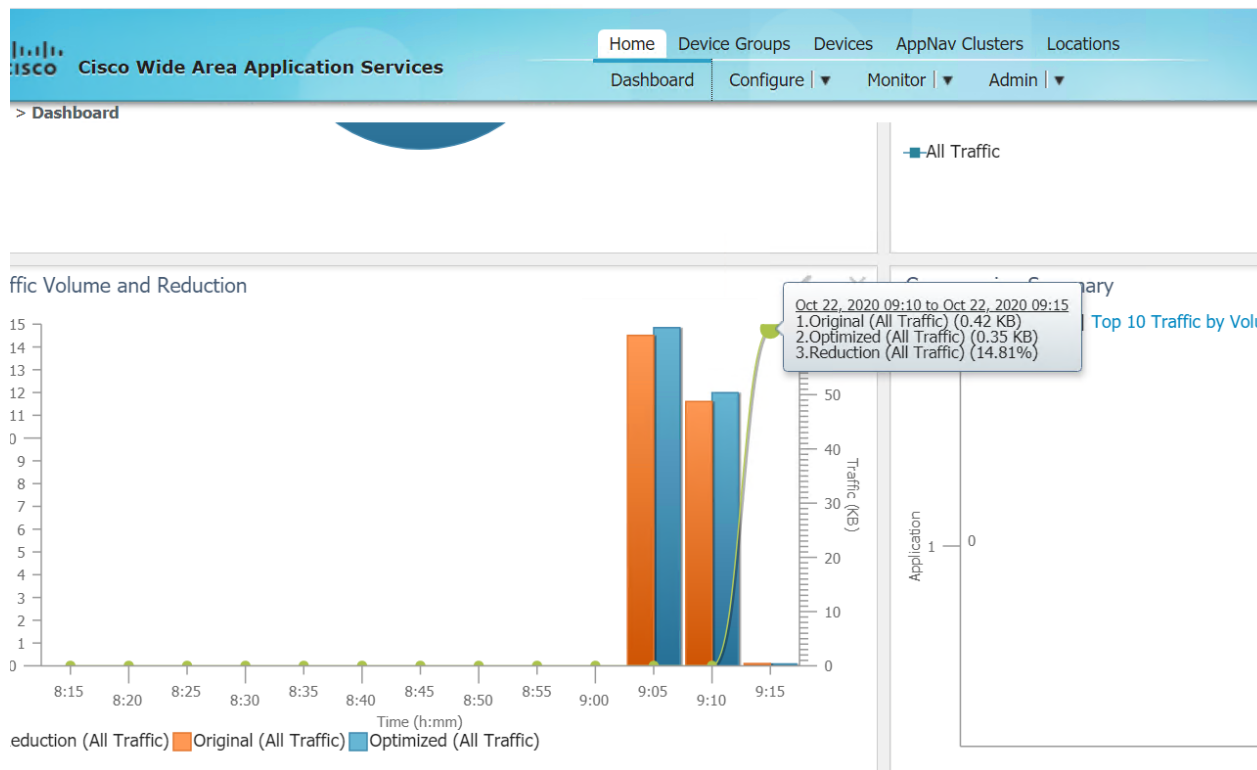 Home Device Groups Devices AppNav Clusters Locations
CISCO Cisco Wide Area Application Services
Dashboard Configure Monitor Admin
> Dashboard
All Traffic
ffic Volume and Reduction
Oct 22, 2020 09:10 to Oct 22, 2020 09:15
1.Original (All Traffic) (0.42 KB)
2.Optimized (All Traffic) (0.35 KB)
3.Reduction (All Traffic) (14.81%)
Top 10 Traffic by Volu
15
14
13
12
11
0
9
8
7
6
5
4
3
2
1
0
50
40
30
20
10
0
Traffic (KB)
Application
1
0
8:15 8:20 8:25 8:30 8:35 8:40 8:45 8:50 8:55 9:00 9:05 9:10 9:15
Time (h:mm)
eduction (All Traffic) Original (All Traffic) Optimized (All Traffic)